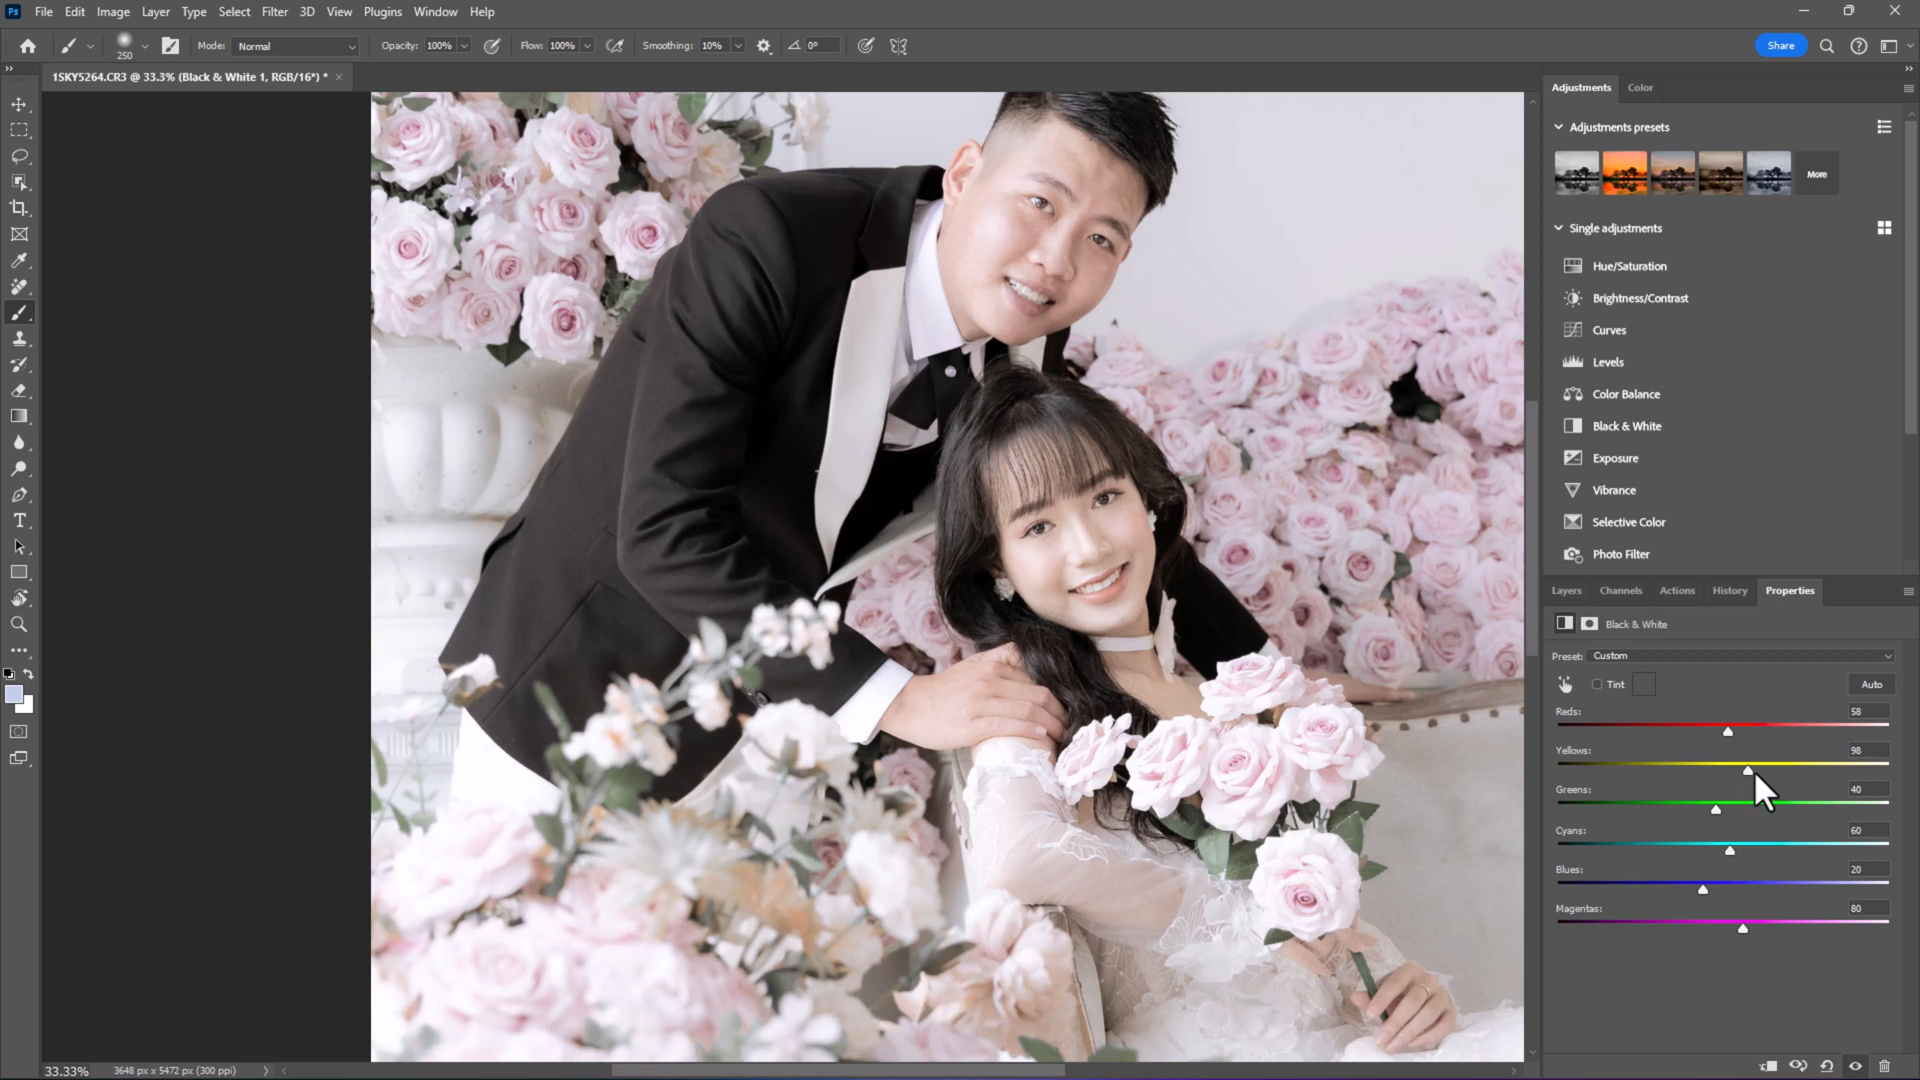 Ps File Edit Image Layer Type Select Filter 3D View Plugins Window Help
250 Mode: Normal Opacity: 100% Flow: 100% Smoothing: 10% 0° Share
1SKY5264.CR3 @ 33.3% (Black & White 1, RGB/16*) * ×
Adjustments Color
Adjustments presets
More
Single adjustments
Hue/Saturation
Brightness/Contrast
Curves
Levels
Color Balance
Black & White
Exposure
Vibrance
Selective Color
Photo Filter
Layers Channels Actions History Properties
Black & White
Preset: Custom
Tint Auto
Reds: 58
Yellows: 98
Greens: 40
Cyans: 60
Blues: 20
Magentas: 80
33.33% 3648 px x 5472 px (300 ppi)